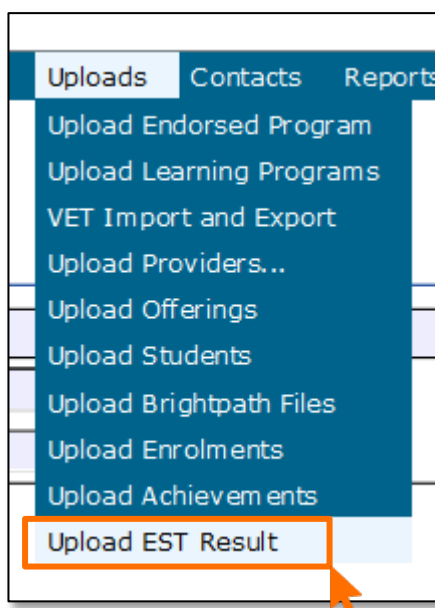 Uploads Contacts Reports
Upload Endorsed Program
Upload Learning Programs
VET Import and Export
Upload Providers...
Upload Offerings
Upload Students
Upload Brightpath Files
Upload Enrolments
Upload Achievements
Upload EST Result